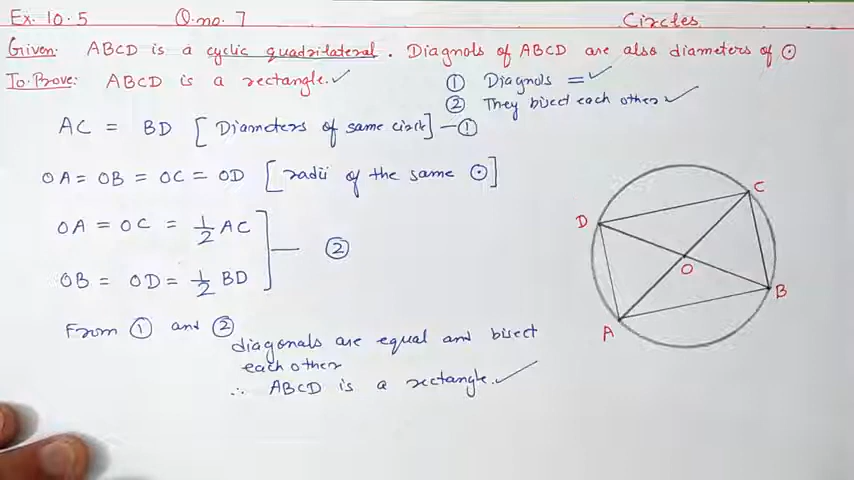 Ex. 10.5 Q.no. 7 Circles
Given: ABCD is a cyclic quadrilateral. Diagnols of ABCD are also diameters of ⊙
To Prove: ABCD is a rectangle. ✓
① Diagnols = ✓
② They bisect each other ✓
AC = BD [Diameters of same circle] — ①
OA = OB = OC = OD [radii of the same ⊙]
OA = OC = 1/2 AC
OB = OD = 1/2 BD
— ②
From ① and ②
diagonals are equal and bisect
each other
∴ ABCD is a rectangle. ✓
C
D
O
B
A